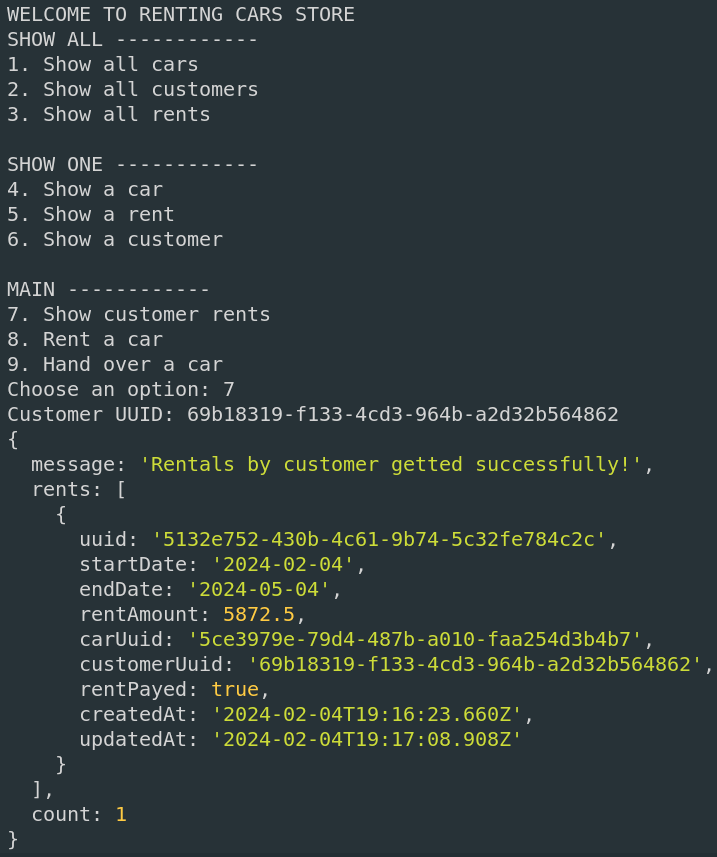 WELCOME TO RENTING CARS STORE
SHOW ALL ------------
1. Show all cars
2. Show all customers
3. Show all rents

SHOW ONE ------------
4. Show a car
5. Show a rent
6. Show a customer

MAIN ------------
7. Show customer rents
8. Rent a car
9. Hand over a car
Choose an option: 7
Customer UUID: 69b18319-f133-4cd3-964b-a2d32b564862
{
  message: 'Rentals by customer getted successfully!',
  rents: [
    {
      uuid: '5132e752-430b-4c61-9b74-5c32fe784c2c',
      startDate: '2024-02-04',
      endDate: '2024-05-04',
      rentAmount: 5872.5,
      carUuid: '5ce3979e-79d4-487b-a010-faa254d3b4b7',
      customerUuid: '69b18319-f133-4cd3-964b-a2d32b564862',
      rentPayed: true,
      createdAt: '2024-02-04T19:16:23.660Z',
      updatedAt: '2024-02-04T19:17:08.908Z'
    }
  ],
  count: 1
}